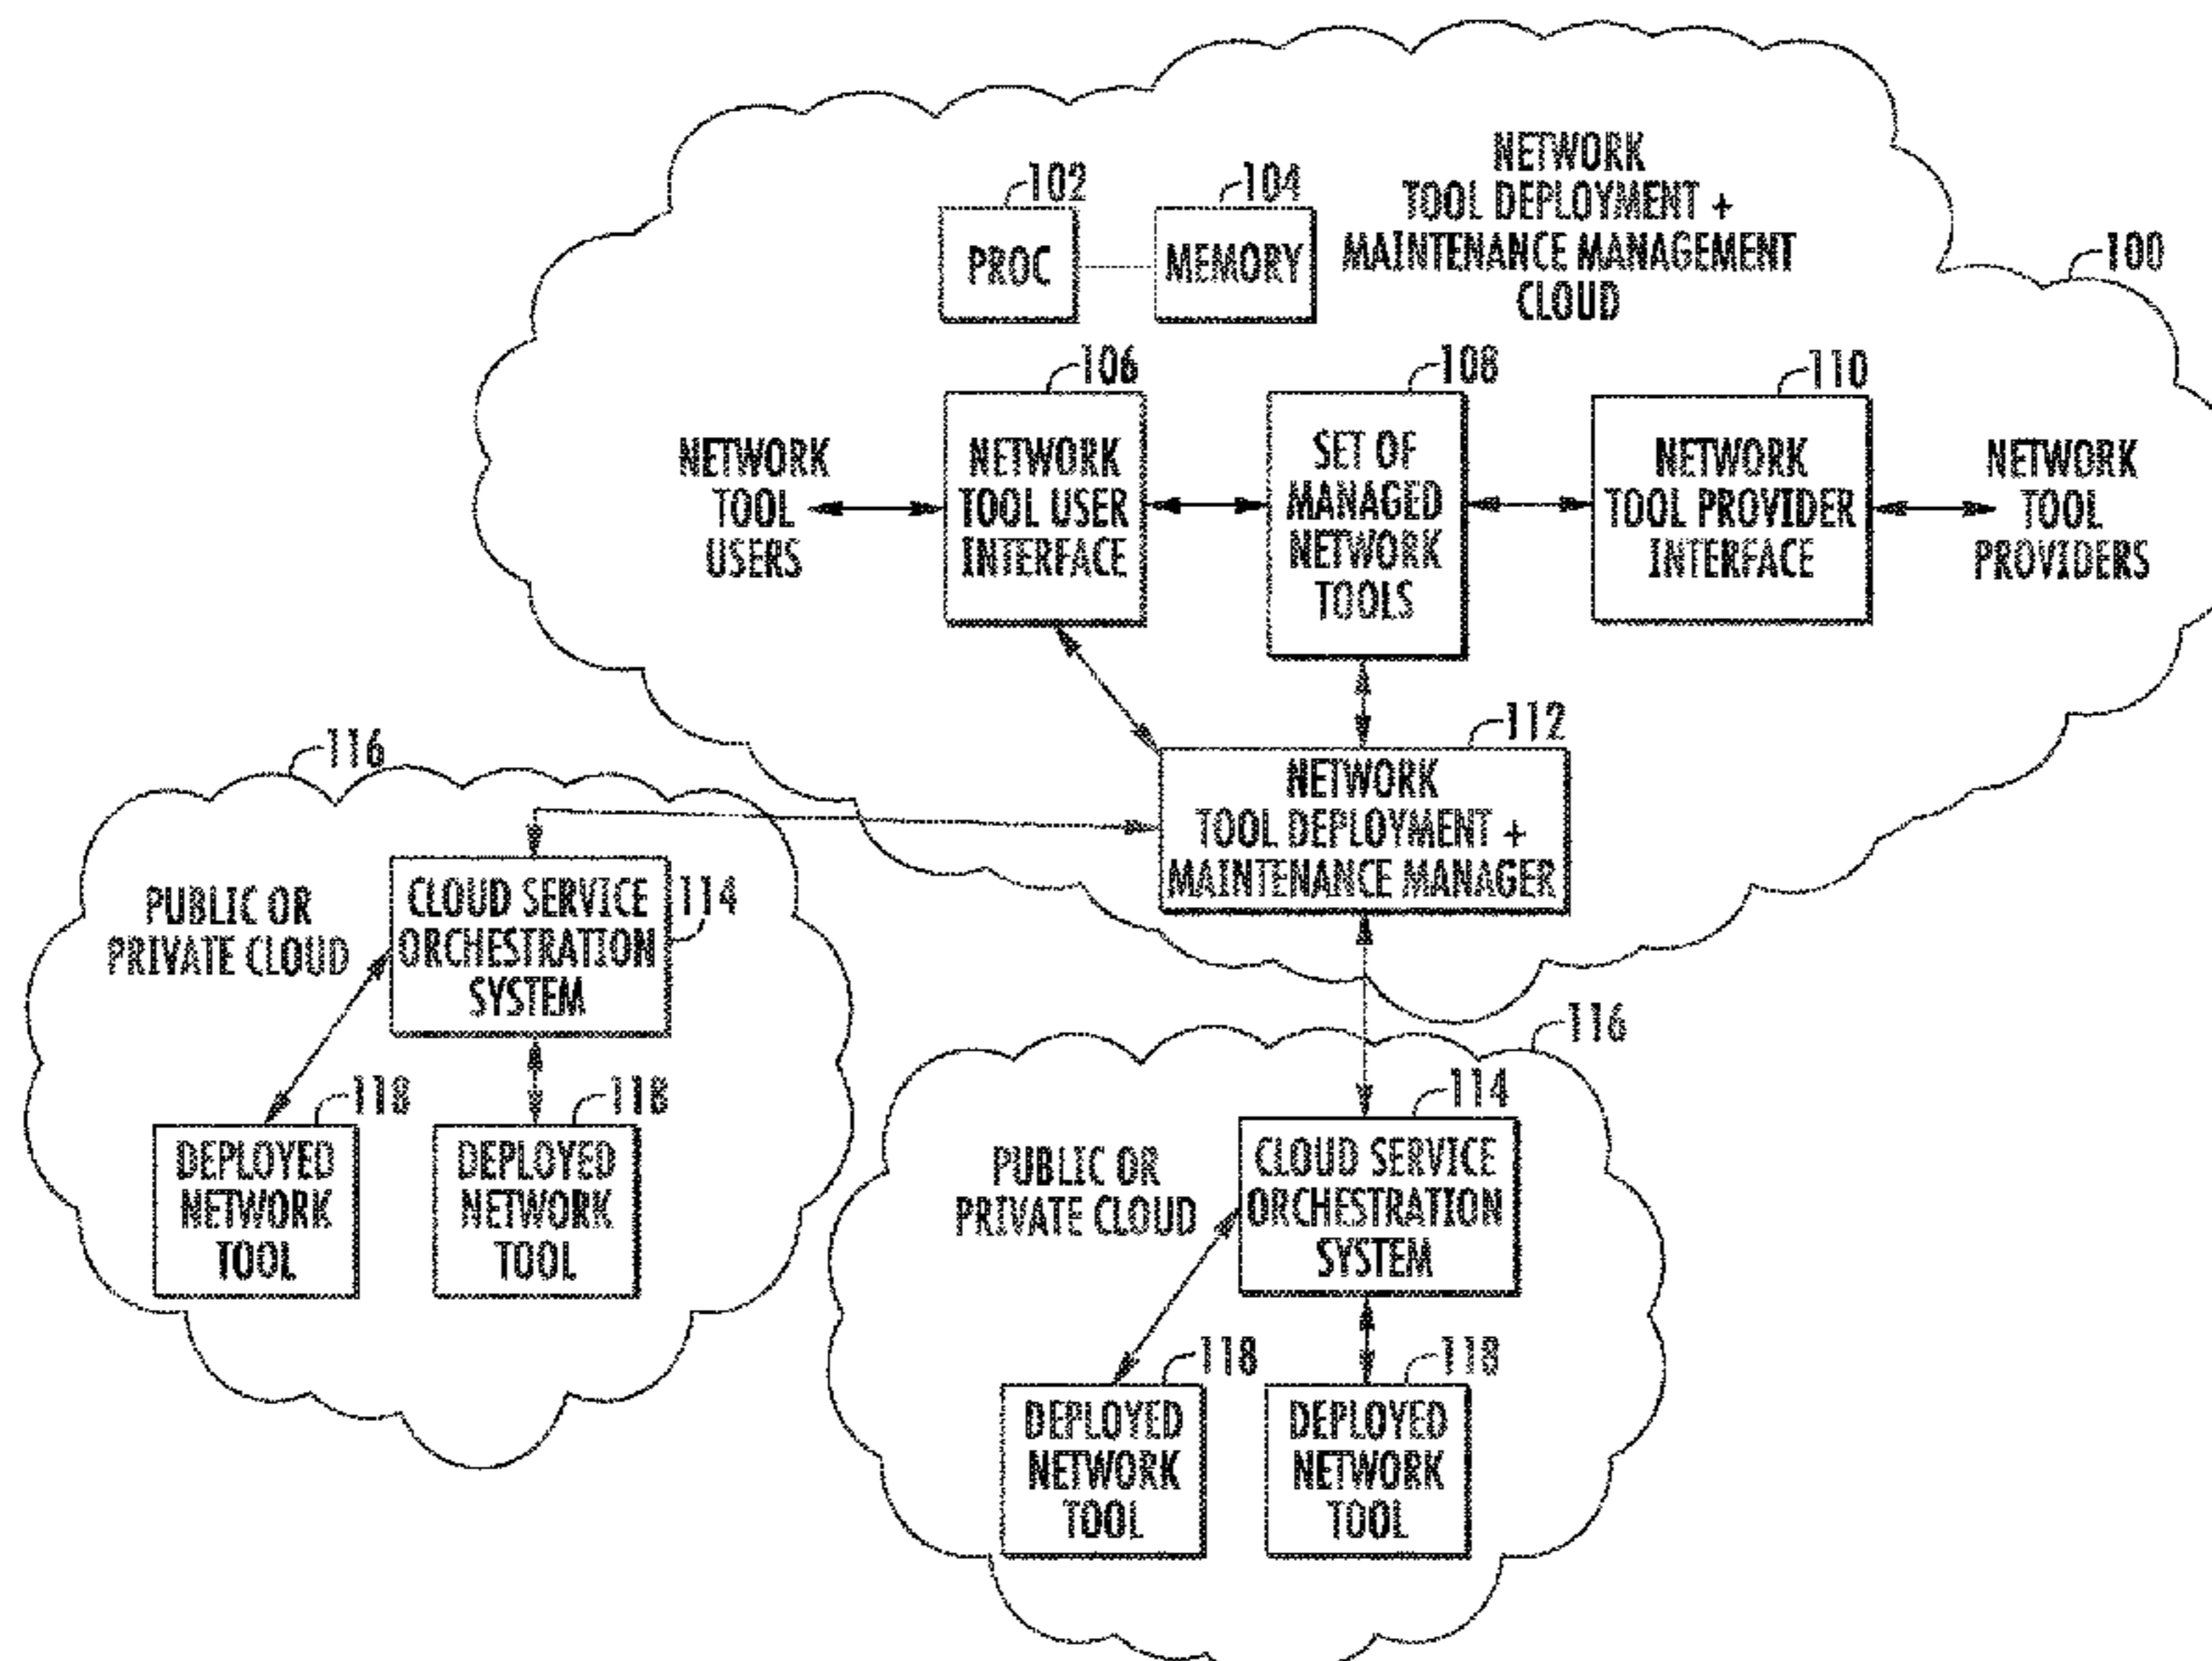 NETWORK
TOOL DEPLOYMENT +
MAINTENANCE MANAGEMENT
CLOUD
100
102
PROC
104
MEMORY
NETWORK
TOOL
USERS
106
NETWORK
TOOL USER
INTERFACE
108
SET OF
MANAGED
NETWORK
TOOLS
110
NETWORK
TOOL PROVIDER
INTERFACE
NETWORK
TOOL
PROVIDERS
112
NETWORK
TOOL DEPLOYMENT +
MAINTENANCE MANAGER
116
PUBLIC OR
PRIVATE CLOUD
CLOUD SERVICE
ORCHESTRATION
SYSTEM
114
118
DEPLOYED
NETWORK
TOOL
118
DEPLOYED
NETWORK
TOOL
116
PUBLIC OR
PRIVATE CLOUD
114
CLOUD SERVICE
ORCHESTRATION
SYSTEM
118
DEPLOYED
NETWORK
TOOL
118
DEPLOYED
NETWORK
TOOL